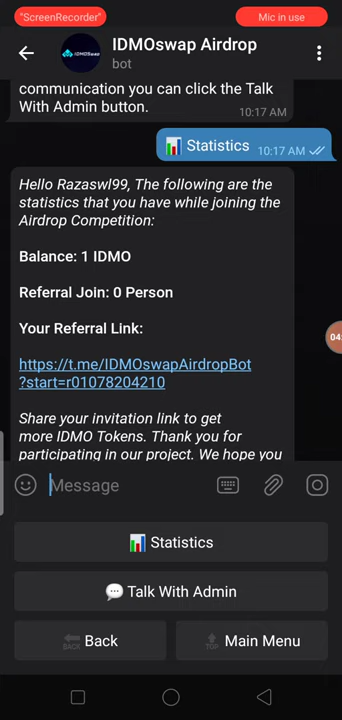 "ScreenRecorder"
Mic in use
IDMOswap Airdrop
bot
IDMOSwap
communication you can click the Talk
With Admin button.
10:17 AM
Statistics 10:17 AM
Hello Razaswl99, The following are the
statistics that you have while joining the
Airdrop Competition:
Balance: 1 IDMO
Referral Join: 0 Person
Your Referral Link:
https://t.me/IDMOswapAirdropBot
?start=r01078204210
04:
Share your invitation link to get
more IDMO Tokens. Thank you for
participating in our project. We hope you
Message
Statistics
Talk With Admin
BACK Back
TOP Main Menu